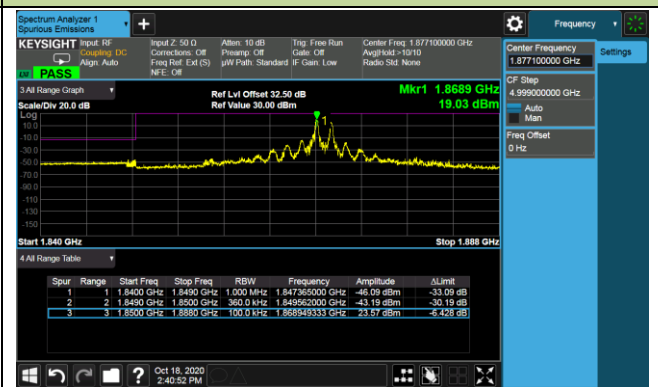 Spectrum Analyzer 1
Spurious Emissions
Frequency
KEYSIGHT
Input: RF
Coupling: DC
Align: Auto
Input Z: 50 Ω
Corrections: Off
Freq Ref: Ext (S)
NFE: Off
Atten: 10 dB
Preamp: Off
µW Path: Standard
Trig: Free Run
Gate: Off
IF Gain: Low
Center Freq: 1.877100000 GHz
Avg|Hold:>10/10
Radio Std: None
PASS
3 All Range Graph
Scale/Div 20.0 dB
Ref Lvl Offset 32.50 dB
Ref Value 30.00 dBm
Mkr1 1.8689 GHz
19.03 dBm
Log
10.0
-10.0
-30.0
-50.0
-70.0
-90.0
-110
-130
-150
1
Start 1.840 GHz
Stop 1.888 GHz
4 All Range Table
Spur Range Start Freq Stop Freq RBW Frequency Amplitude ΔLimit
1 1 1.8400 GHz 1.8490 GHz 1.000 MHz 1.847365000 GHz -46.09 dBm -33.09 dB
2 2 1.8490 GHz 1.8500 GHz 360.0 kHz 1.849562000 GHz -43.19 dBm -30.19 dB
3 3 1.8500 GHz 1.8880 GHz 100.0 kHz 1.868949333 GHz 23.57 dBm -6.428 dB
Oct 18, 2020
2:40:52 PM
Center Frequency
1.877100000 GHz
Settings
CF Step
4.999000000 GHz
Auto
Man
Freq Offset
0 Hz